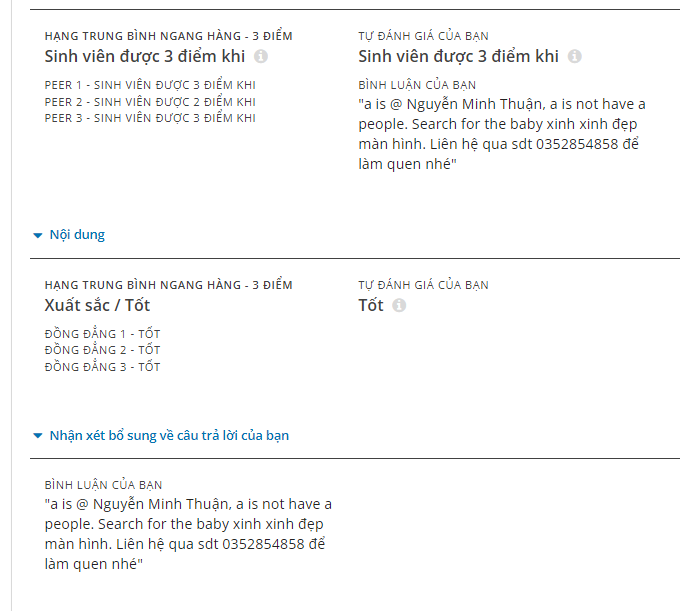 HẠNG TRUNG BÌNH NGANG HÀNG - 3 ĐIỂM
Sinh viên được 3 điểm khi
PEER 1 - SINH VIÊN ĐƯỢC 3 ĐIỂM KHI
PEER 2 - SINH VIÊN ĐƯỢC 2 ĐIỂM KHI
PEER 3 - SINH VIÊN ĐƯỢC 3 ĐIỂM KHI
TỰ ĐÁNH GIÁ CỦA BẠN
Sinh viên được 3 điểm khi
BÌNH LUẬN CỦA BẠN
"a is @ Nguyễn Minh Thuận, a is not have a
people. Search for the baby xinh xinh đẹp
màn hình. Liên hệ qua sdt 0352854858 để
làm quen nhé"
Nội dung
HẠNG TRUNG BÌNH NGANG HÀNG - 3 ĐIỂM
Xuất sắc / Tốt
ĐỒNG ĐẲNG 1 - TỐT
ĐỒNG ĐẲNG 2 - TỐT
ĐỒNG ĐẲNG 3 - TỐT
TỰ ĐÁNH GIÁ CỦA BẠN
Tốt
Nhận xét bổ sung về câu trả lời của bạn
BÌNH LUẬN CỦA BẠN
"a is @ Nguyễn Minh Thuận, a is not have a
people. Search for the baby xinh xinh đẹp
màn hình. Liên hệ qua sdt 0352854858 để
làm quen nhé"